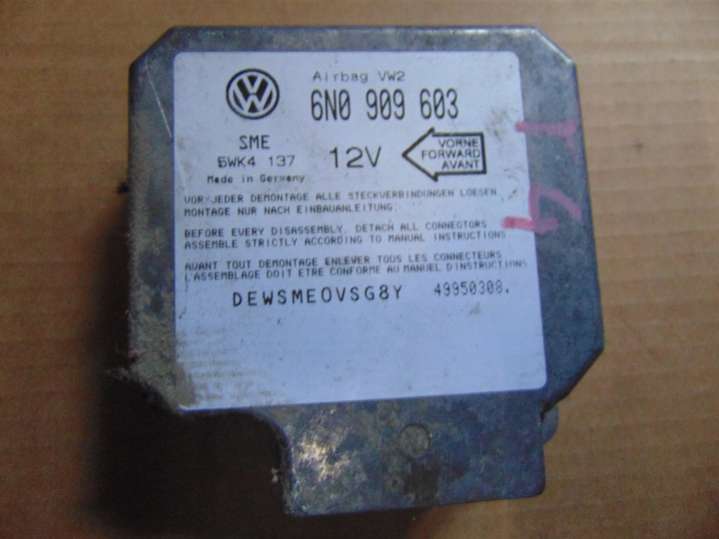 Airbag VW2
6N0 909 603
SME
5WK4 137
12V
VORNE
FORWARD
AVANT
Made in Germany
VOR JEDER DEMONTAGE ALLE STECKVERBINDUNGEN LOESEN
MONTAGE NUR NACH EINBAUANLEITUNG.
BEFORE EVERY DISASSEMBLY, DETACH ALL CONNECTORS
ASSEMBLE STRICTLY ACCORDING TO MANUAL INSTRUCTIONS
AVANT TOUT DEMONTAGE ENLEVER TOUS LES CONNECTEURS
L'ASSEMBLAGE DOIT ETRE CONFORME AU MANUEL D'INSTRUCTIONS
DEWSMEOVSG8Y 49950308.